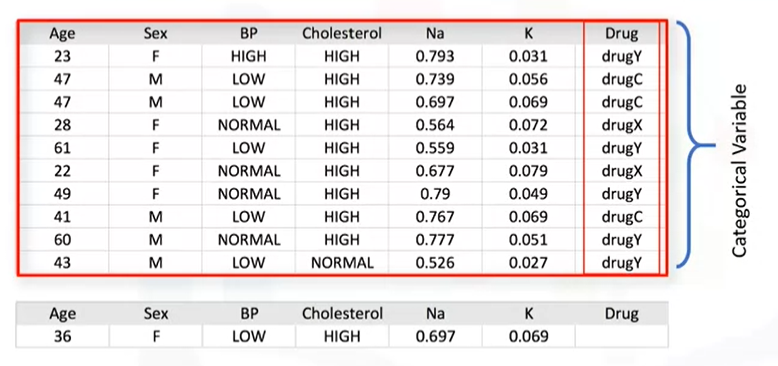 Age Sex BP Cholesterol Na K Drug
23 F HIGH HIGH 0.793 0.031 drugY
47 M LOW HIGH 0.739 0.056 drugC
47 M LOW HIGH 0.697 0.069 drugC
28 F NORMAL HIGH 0.564 0.072 drugX
61 F LOW HIGH 0.559 0.031 drugY
22 F NORMAL HIGH 0.677 0.079 drugX
49 F NORMAL HIGH 0.79 0.049 drugY
41 M LOW HIGH 0.767 0.069 drugC
60 M NORMAL HIGH 0.777 0.051 drugY
43 M LOW NORMAL 0.526 0.027 drugY
Categorical Variable
Age Sex BP Cholesterol Na K Drug
36 F LOW HIGH 0.697 0.069